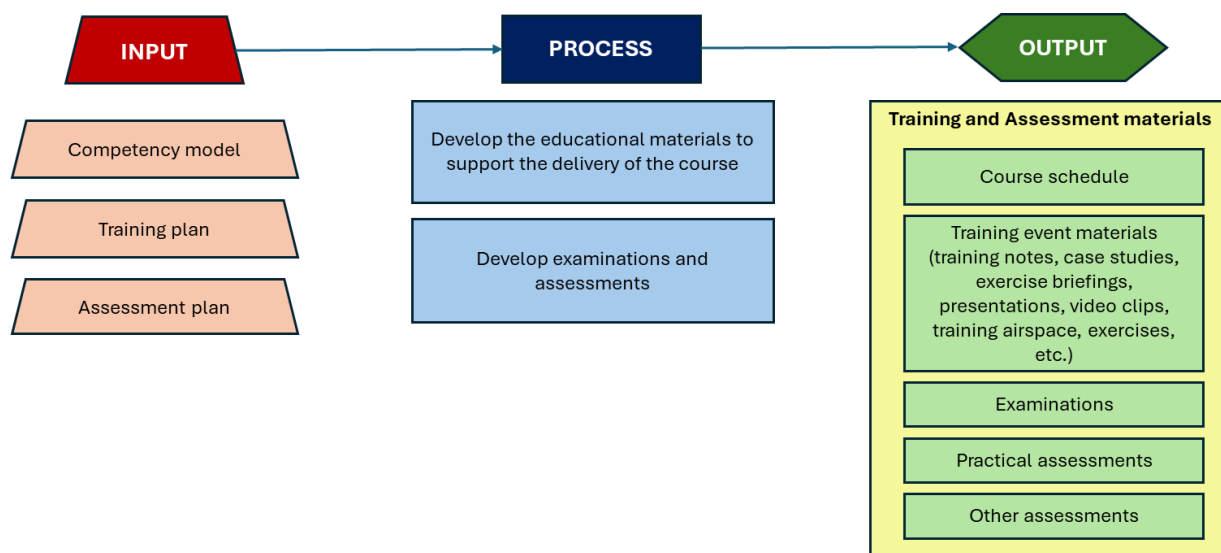 INPUT
PROCESS
OUTPUT
Competency model
Training plan
Assessment plan
Develop the educational materials to
support the delivery of the course
Develop examinations and
assessments
Training and Assessment materials
Course schedule
Training event materials
(training notes, case studies,
exercise briefings,
presentations, video clips,
training airspace, exercises,
etc.)
Examinations
Practical assessments
Other assessments